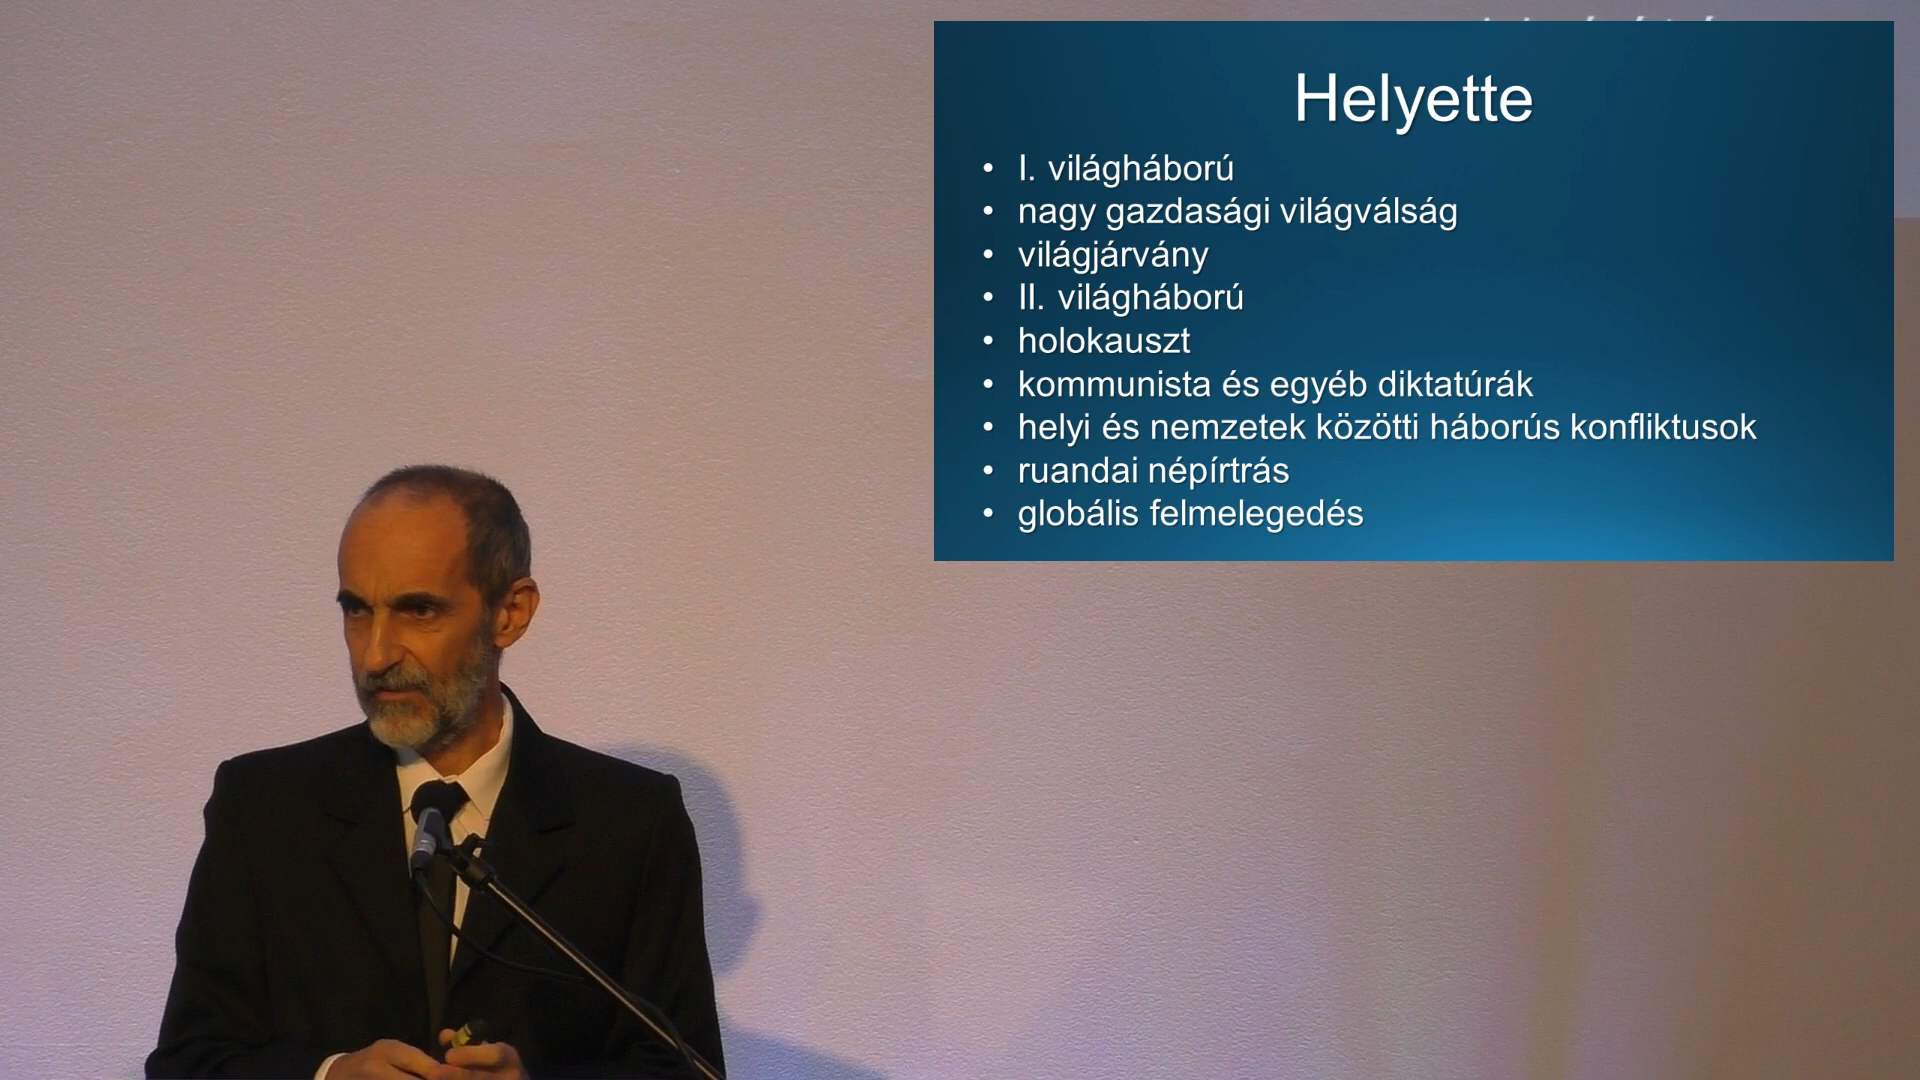 Helyette
• I. világháború
• nagy gazdasági világválság
• világjárvány
• II. világháború
• holokauszt
• kommunista és egyéb diktatúrák
• helyi és nemzetek közötti háborús konfliktusok
• ruandai népírtrás
• globális felmelegedés